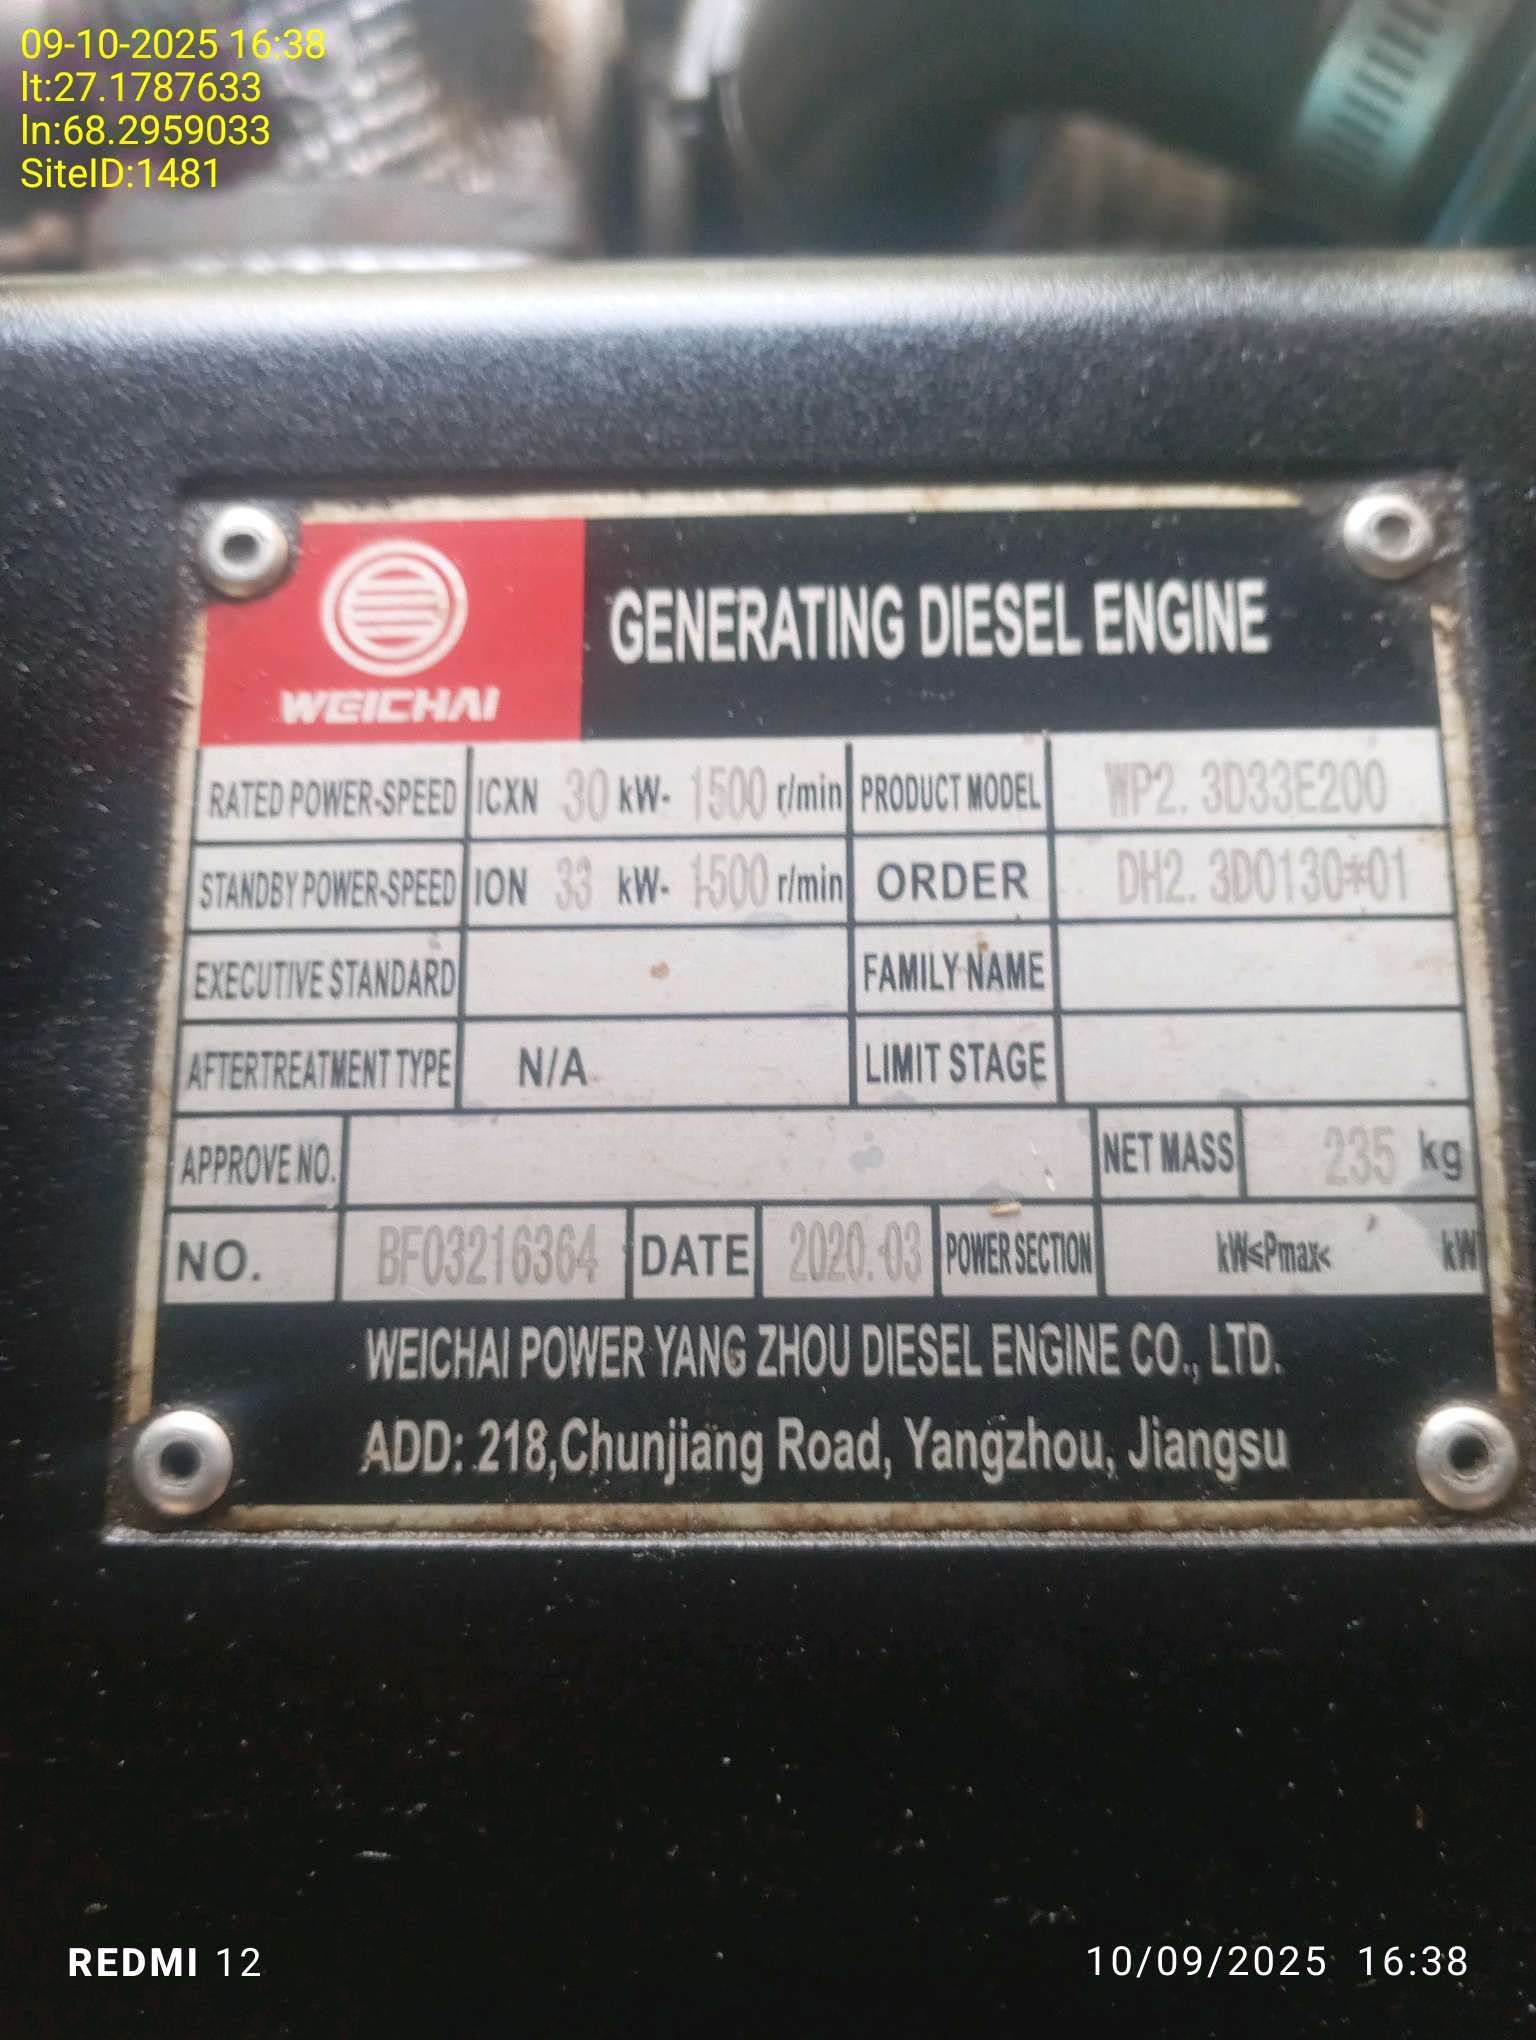 09-10-2025 16:38
lt:27.1787633
ln:68.2959033
SiteID:1481
WEICHAI
GENERATING DIESEL ENGINE
RATED POWER-SPEED ICXN 30 kW- 1500 r/min PRODUCT MODEL WP2. 3D33E200
STANDBY POWER-SPEED ION 33 kW- 1500 r/min ORDER DH2. 3D0130*01
EXECUTIVE STANDARD FAMILY NAME
AFTERTREATMENT TYPE N/A LIMIT STAGE
APPROVE NO. NET MASS 235 kg
NO. BF03216364 DATE 2020.03 POWER SECTION kW≤Pmax< kW
WEICHAI POWER YANG ZHOU DIESEL ENGINE CO., LTD.
ADD: 218,Chunjiang Road, Yangzhou, Jiangsu
REDMI 12
10/09/2025 16:38